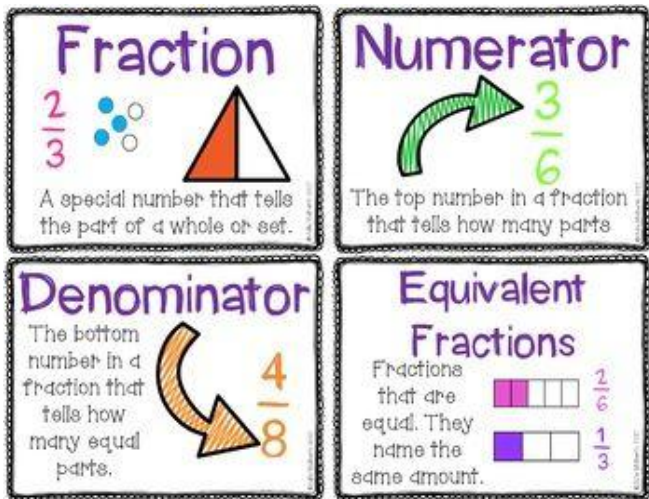 Fraction
2
3
A special number that tells
the part of a whole or set.
Numerator
3
6
The top number in a fraction
that tells how many parts
Denominator
The bottom
number in a
fraction that
tells how
many equal
parts.
4
8
Equivalent
Fractions
Fractions
that are
equal. They
name the
same amount.
2
6
1
3